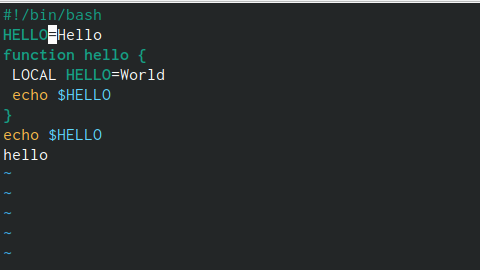 #!/bin/bash
HELLO=Hello
function hello {
 LOCAL HELLO=World
 echo $HELLO
}
echo $HELLO
hello
~
~
~
~
~